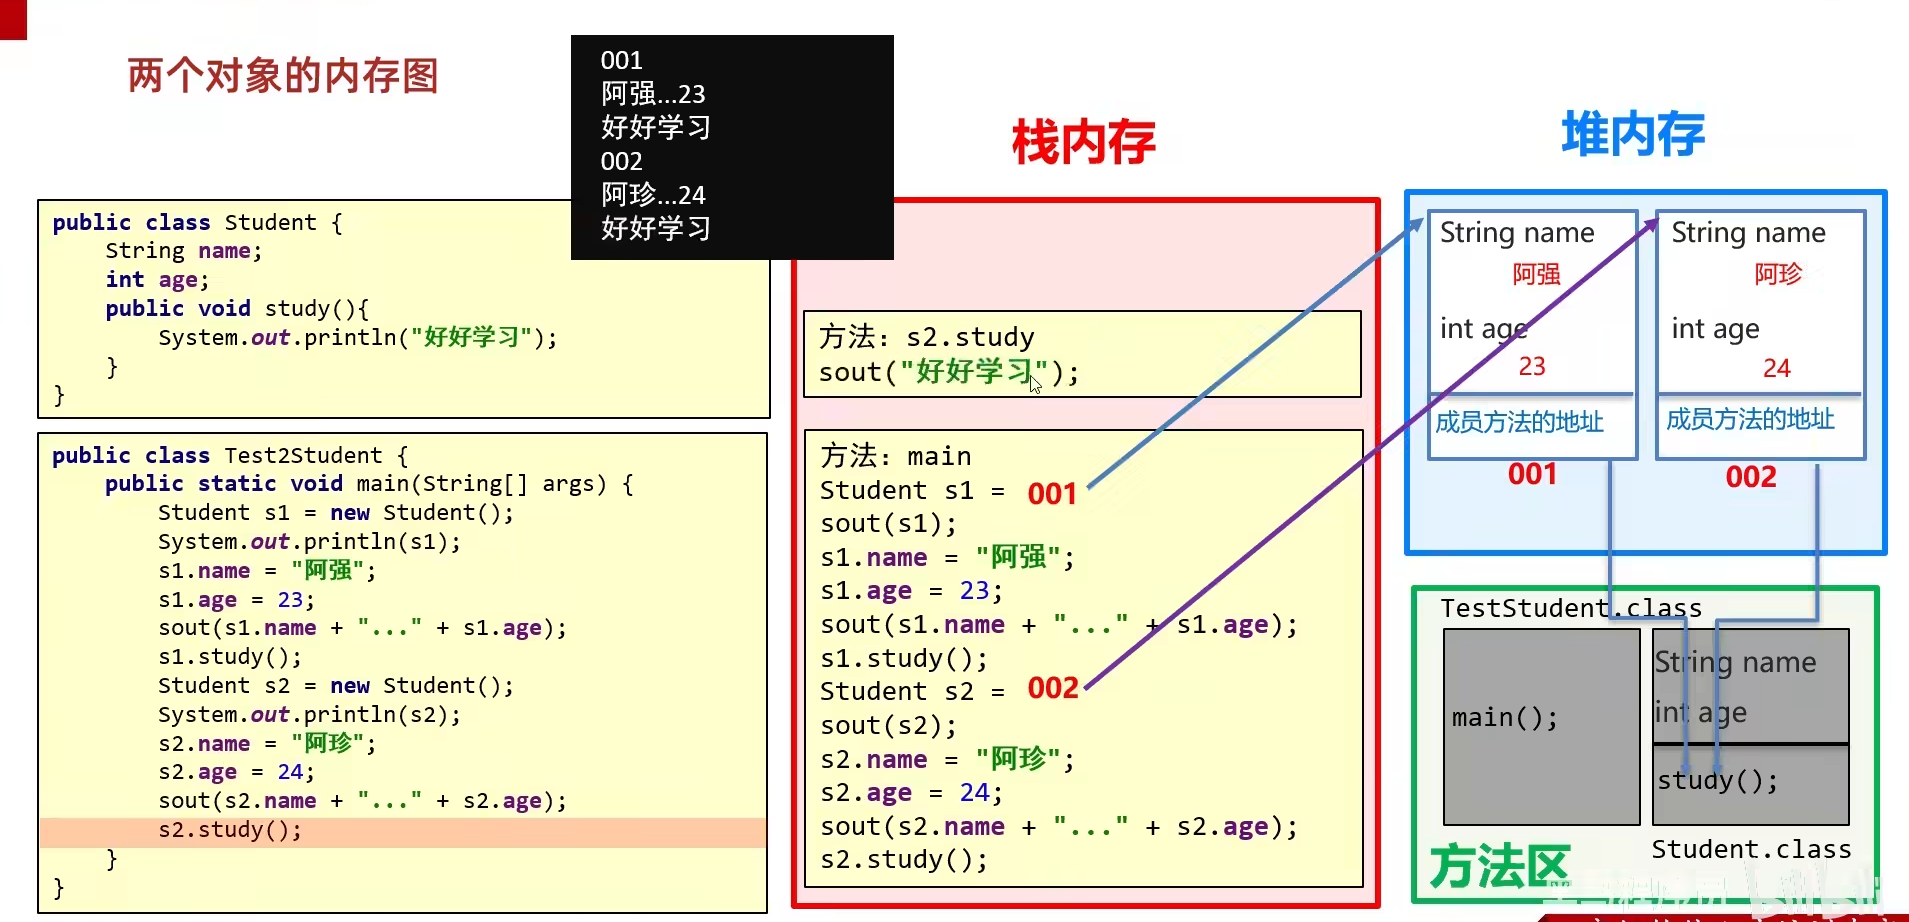 两个对象的内存图
001
阿强...23
好好学习
002
阿珍...24
好好学习
public class Student {
String name;
int age;
public void study(){
System.out.println("好好学习");
}
}
public class Test2Student {
public static void main(String[] args) {
Student s1 = new Student();
System.out.println(s1);
s1.name = "阿强";
s1.age = 23;
sout(s1.name + "..." + s1.age);
s1.study();
Student s2 = new Student();
System.out.println(s2);
s2.name = "阿珍";
s2.age = 24;
sout(s2.name + "..." + s2.age);
s2.study();
}
}
栈内存
方法：s2.study
sout("好好学习");
方法：main
Student s1 = 001
sout(s1);
s1.name = "阿强";
s1.age = 23;
sout(s1.name + "..." + s1.age);
s1.study();
Student s2 = 002
sout(s2);
s2.name = "阿珍";
s2.age = 24;
sout(s2.name + "..." + s2.age);
s2.study();
堆内存
String name
阿强
int age
23
成员方法的地址
001
String name
阿珍
int age
24
成员方法的地址
002
TestStudent.class
main();
String name
int age
study();
Student.class
方法区